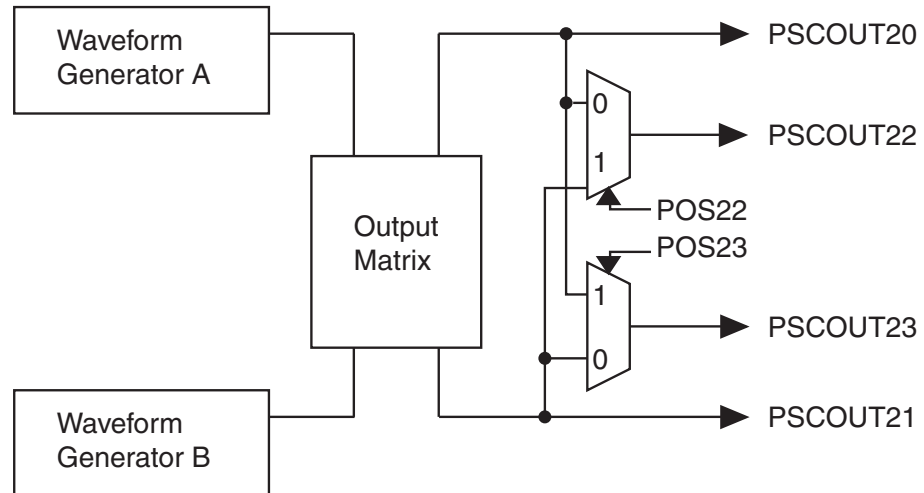 Waveform
Generator A
PSCOUT20
0
PSCOUT22
1
Output
Matrix
POS22
POS23
1
PSCOUT23
0
Waveform
Generator B
PSCOUT21